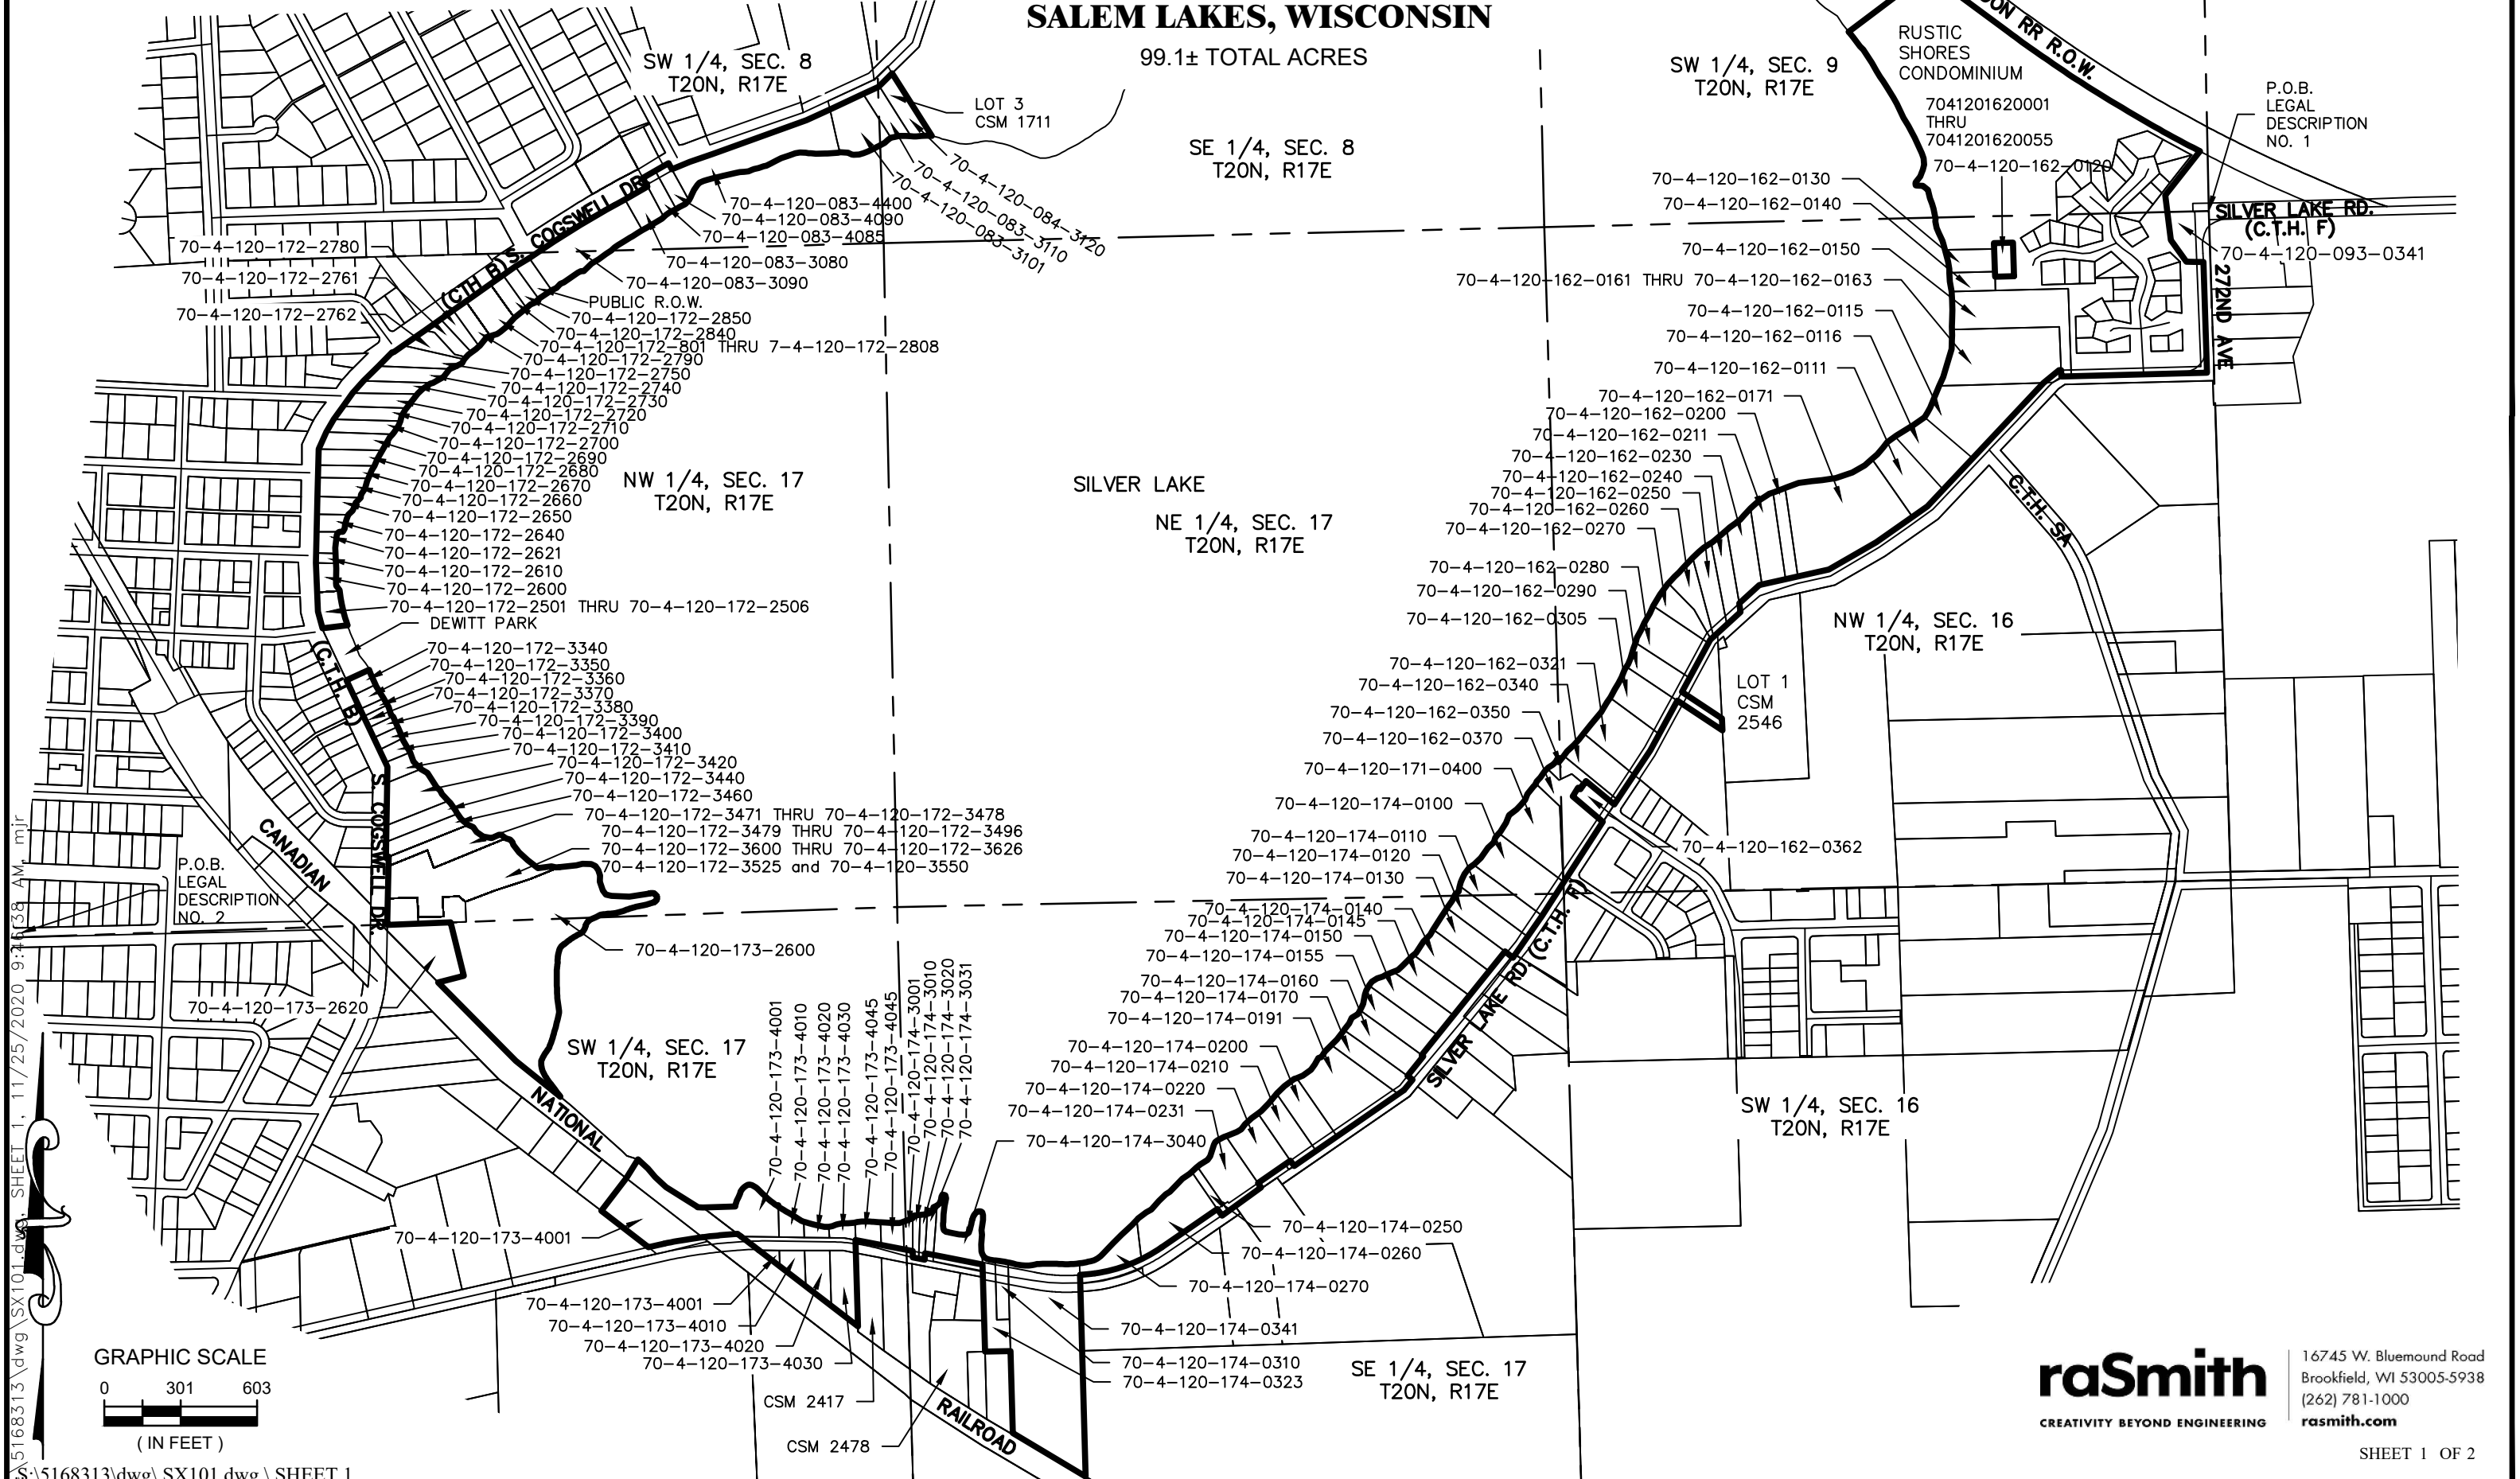 SALEM LAKES, WISCONSIN
99.1± TOTAL ACRES
SW 1/4, SEC. 8
T20N, R17E
LOT 3
CSM 1711
SE 1/4, SEC. 8
T20N, R17E
SW 1/4, SEC. 9
T20N, R17E
RR R.O.W.
RUSTIC
SHORES
CONDOMINIUM
7041201620001
THRU
7041201620055
70-4-120-162-0120
P.O.B.
LEGAL
DESCRIPTION
NO. 1
SILVER LAKE RD.
(C.T.H. F)
70-4-120-093-0341
272ND AVE
70-4-120-084-3120
70-4-120-083-3110
70-4-120-083-3101
70-4-120-083-4400
70-4-120-083-4090
70-4-120-083-4085
70-4-120-083-3080
70-4-120-083-3090
(CTH B) S. COGSWELL DR.
70-4-120-172-2780
70-4-120-172-2761
70-4-120-172-2762
PUBLIC R.O.W.
70-4-120-172-2850
70-4-120-172-2840
70-4-120-172-801 THRU 7-4-120-172-2808
70-4-120-172-2790
70-4-120-172-2750
70-4-120-172-2740
70-4-120-172-2730
70-4-120-172-2720
70-4-120-172-2710
70-4-120-172-2700
70-4-120-172-2690
70-4-120-172-2680
70-4-120-172-2670
70-4-120-172-2660
70-4-120-172-2650
70-4-120-172-2640
70-4-120-172-2621
70-4-120-172-2610
70-4-120-172-2600
70-4-120-172-2501 THRU 70-4-120-172-2506
DEWITT PARK
NW 1/4, SEC. 17
T20N, R17E
SILVER LAKE
NE 1/4, SEC. 17
T20N, R17E
70-4-120-162-0130
70-4-120-162-0140
70-4-120-162-0150
70-4-120-162-0161 THRU 70-4-120-162-0163
70-4-120-162-0115
70-4-120-162-0116
70-4-120-162-0111
70-4-120-162-0171
70-4-120-162-0200
70-4-120-162-0211
70-4-120-162-0230
70-4-120-162-0240
70-4-120-162-0250
70-4-120-162-0260
70-4-120-162-0270
70-4-120-162-0280
70-4-120-162-0290
70-4-120-162-0305
70-4-120-162-0321
70-4-120-162-0340
70-4-120-162-0350
70-4-120-162-0370
70-4-120-171-0400
70-4-120-174-0100
70-4-120-174-0110
70-4-120-174-0120
70-4-120-174-0130
70-4-120-174-0140
70-4-120-174-0145
70-4-120-174-0150
70-4-120-174-0155
70-4-120-174-0160
70-4-120-174-0170
70-4-120-174-0191
70-4-120-174-0200
70-4-120-174-0210
70-4-120-174-0220
70-4-120-174-0231
70-4-120-174-3040
C.T.H. SA
NW 1/4, SEC. 16
T20N, R17E
LOT 1
CSM
2546
70-4-120-162-0362
SILVER LAKE RD. (C.T.H. F)
SW 1/4, SEC. 16
T20N, R17E
(C.T.H. B)
S. COGSWELL DR.
70-4-120-172-3340
70-4-120-172-3350
70-4-120-172-3360
70-4-120-172-3370
70-4-120-172-3380
70-4-120-172-3390
70-4-120-172-3400
70-4-120-172-3410
70-4-120-172-3420
70-4-120-172-3440
70-4-120-172-3460
70-4-120-172-3471 THRU 70-4-120-172-3478
70-4-120-172-3479 THRU 70-4-120-172-3496
70-4-120-172-3600 THRU 70-4-120-172-3626
70-4-120-172-3525 and 70-4-120-3550
70-4-120-173-2600
P.O.B.
LEGAL
DESCRIPTION
NO. 2
70-4-120-173-2620
CANADIAN
NATIONAL
RAILROAD
SW 1/4, SEC. 17
T20N, R17E
70-4-120-173-4001
70-4-120-173-4010
70-4-120-173-4020
70-4-120-173-4030
70-4-120-173-4045
70-4-120-173-4045
70-4-120-174-3001
70-4-120-174-3010
70-4-120-174-3020
70-4-120-174-3031
70-4-120-173-4001
70-4-120-173-4001
70-4-120-173-4010
70-4-120-173-4020
70-4-120-173-4030
CSM 2417
CSM 2478
70-4-120-174-0250
70-4-120-174-0260
70-4-120-174-0270
70-4-120-174-0341
70-4-120-174-0310
70-4-120-174-0323
SE 1/4, SEC. 17
T20N, R17E
GRAPHIC SCALE
0 301 603
( IN FEET )
raSmith
CREATIVITY BEYOND ENGINEERING
16745 W. Bluemound Road
Brookfield, WI 53005-5938
(262) 781-1000
rasmith.com
SHEET 1 OF 2
S:\5168313\dwg\ SX101.dwg \ SHEET 1
\5168313\dwg\SX101.dwg, SHEET 1, 11/25/2020 9:46:38 AM, mjr